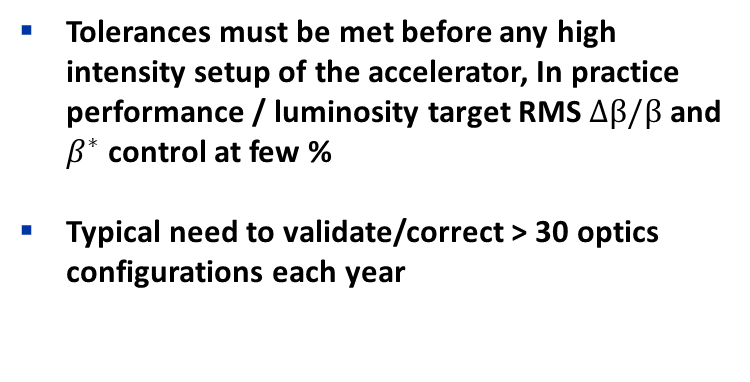 ▪ Tolerances must be met before any high
intensity setup of the accelerator, In practice
performance / luminosity target RMS Δβ/β and
β* control at few %
▪ Typical need to validate/correct > 30 optics
configurations each year